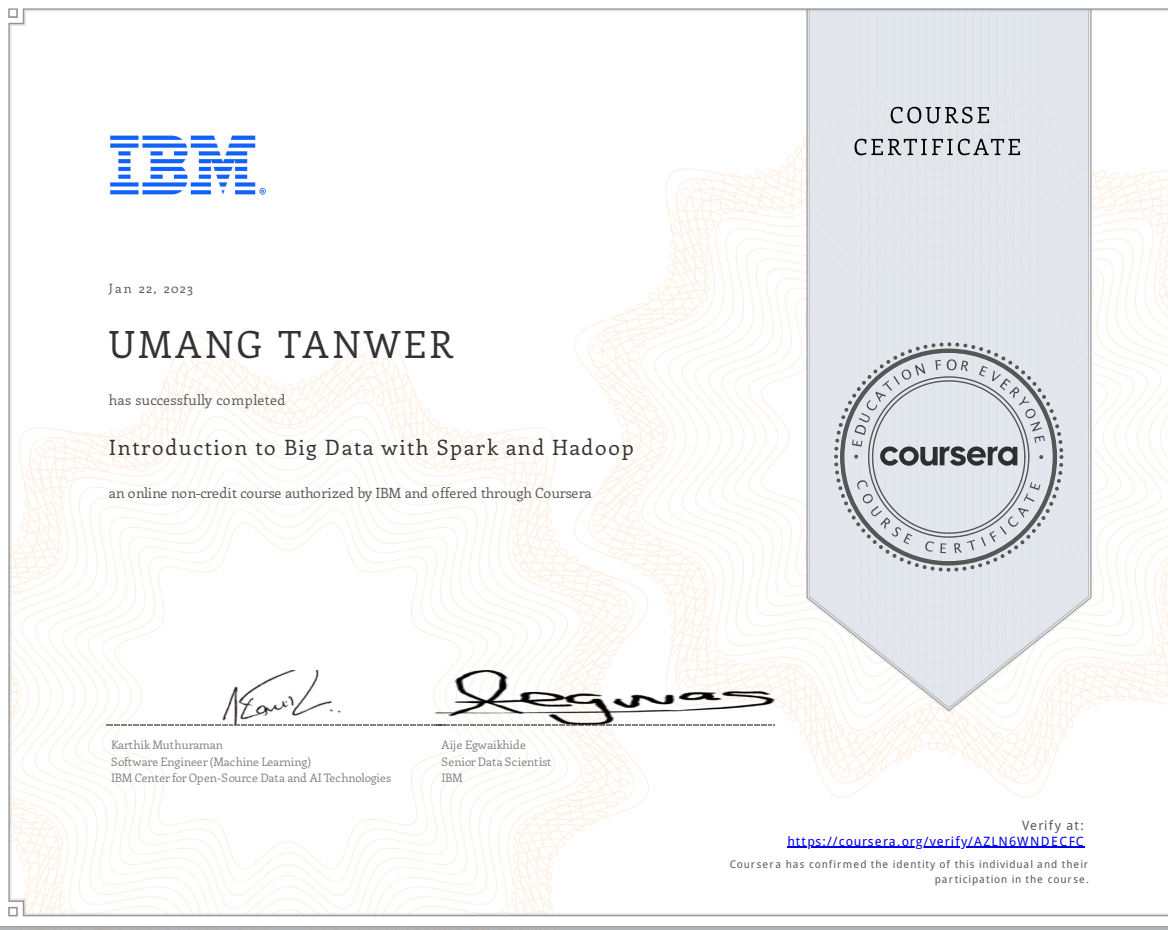 COURSE
CERTIFICATE
IBM®
Jan 22, 2023
UMANG TANWER
has successfully completed
Introduction to Big Data with Spark and Hadoop
an online non-credit course authorized by IBM and offered through Coursera
EDUCATION FOR EVERYONE
coursera
COURSE CERTIFICATE
Karthik Muthuraman
Software Engineer (Machine Learning)
IBM Center for Open-Source Data and AI Technologies
Aije Egwaikhide
Senior Data Scientist
IBM
Verify at:
https://coursera.org/verify/AZLN6WNDECFC
Coursera has confirmed the identity of this individual and their
participation in the course.